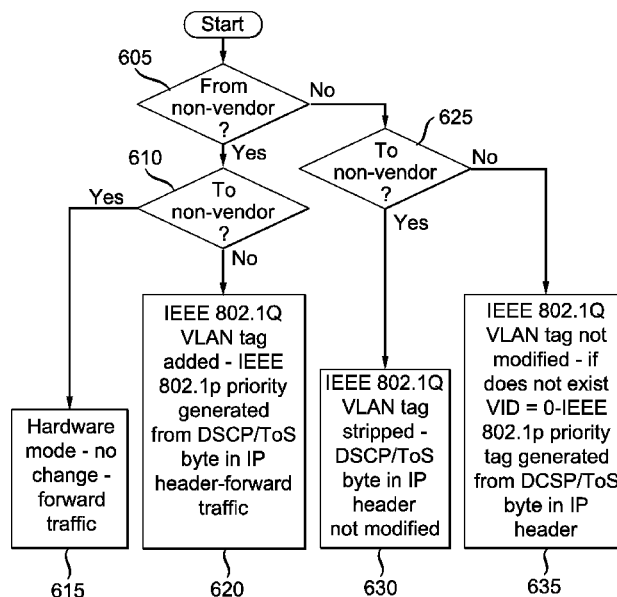 Start
605
From
non-vendor
?
No
Yes
625
To
non-vendor
?
No
Yes
610
To
non-vendor
?
Yes
No
Hardware
mode - no
change -
forward
traffic
615
IEEE 802.1Q
VLAN tag
added - IEEE
802.1p priority
generated
from DSCP/ToS
byte in IP
header-forward
traffic
620
IEEE 802.1Q
VLAN tag
stripped -
DSCP/ToS
byte in IP
header
not modified
630
IEEE 802.1Q
VLAN tag not
modified - if
does not exist
VID = 0-IEEE
802.1p priority
tag generated
from DCSP/ToS
byte in IP
header
635